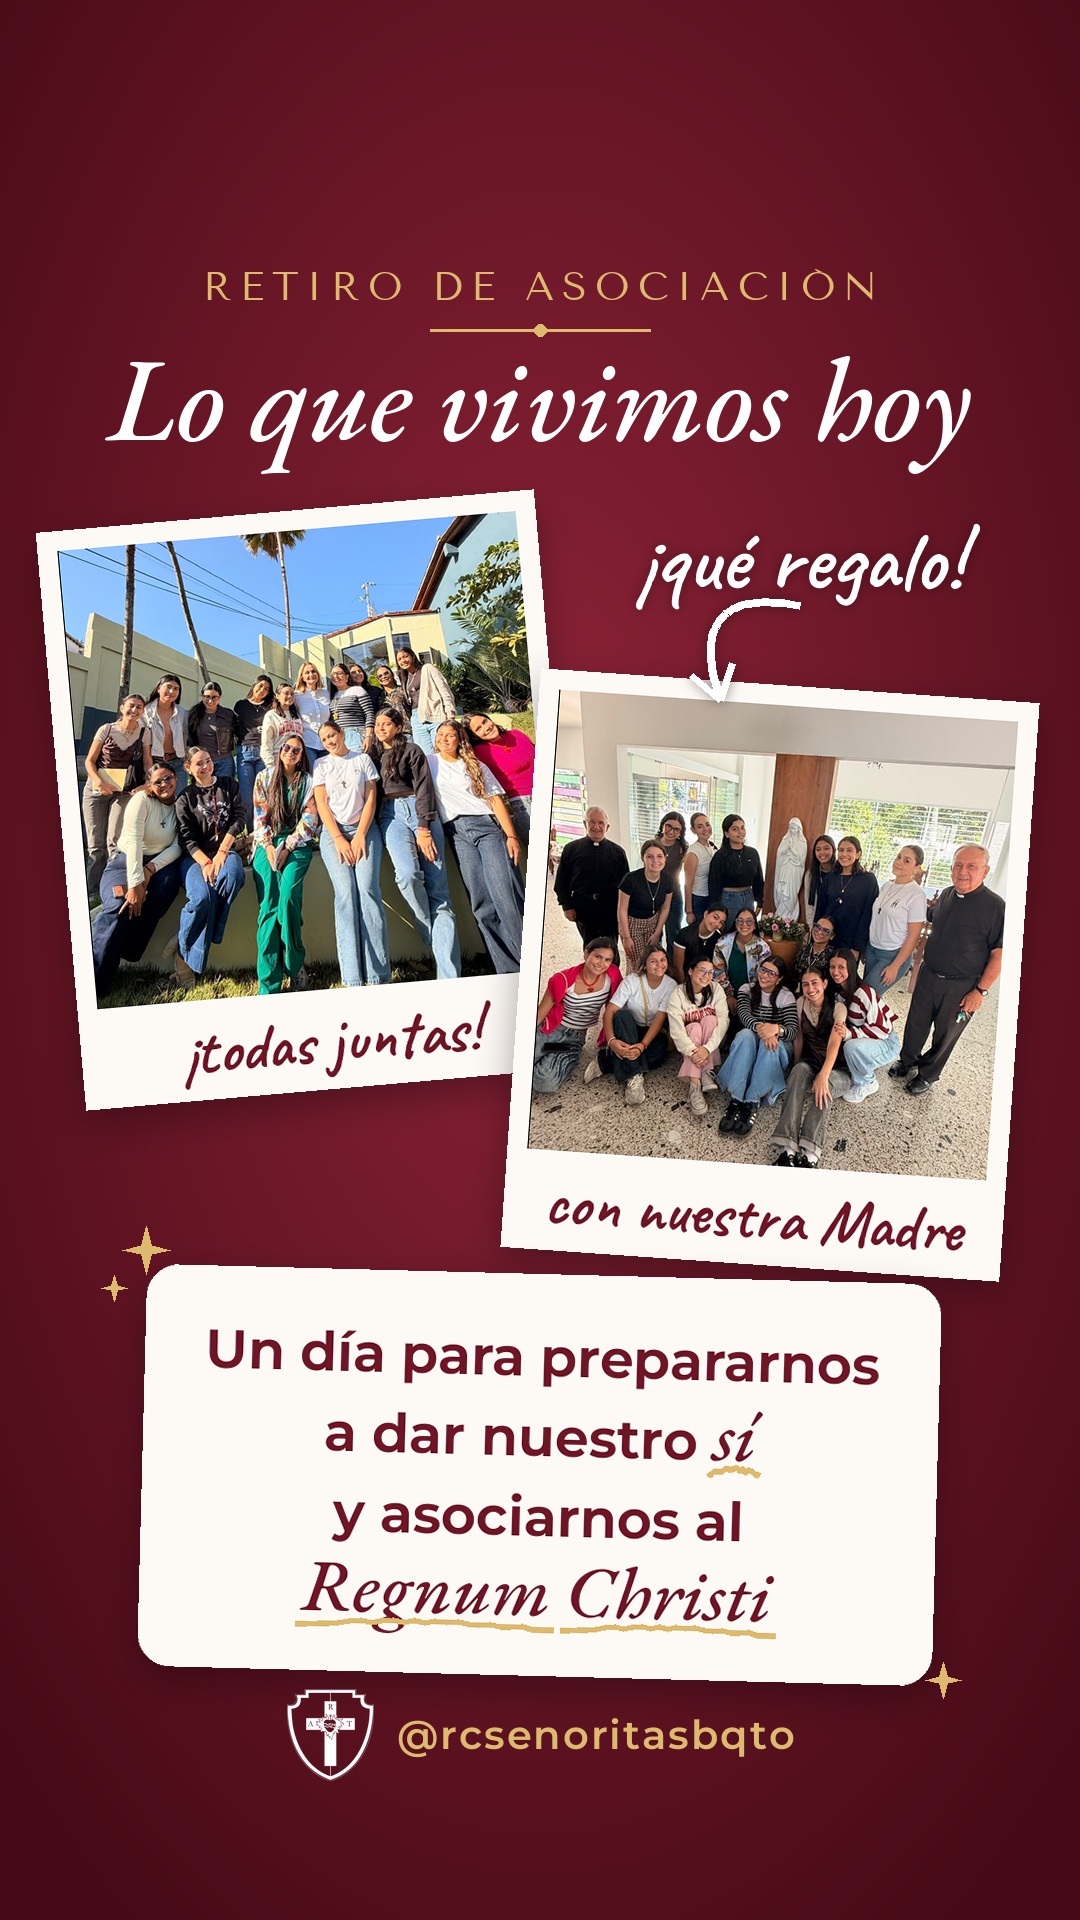 RETIRO DE ASOCIACIÒN
Lo que vivimos hoy
¡qué regalo!
¡todas juntas!
con nuestra Madre
Un día para prepararnos
a dar nuestro sí
y asociarnos al
Regnum Christi
R
A T
@rcsenoritasbqto